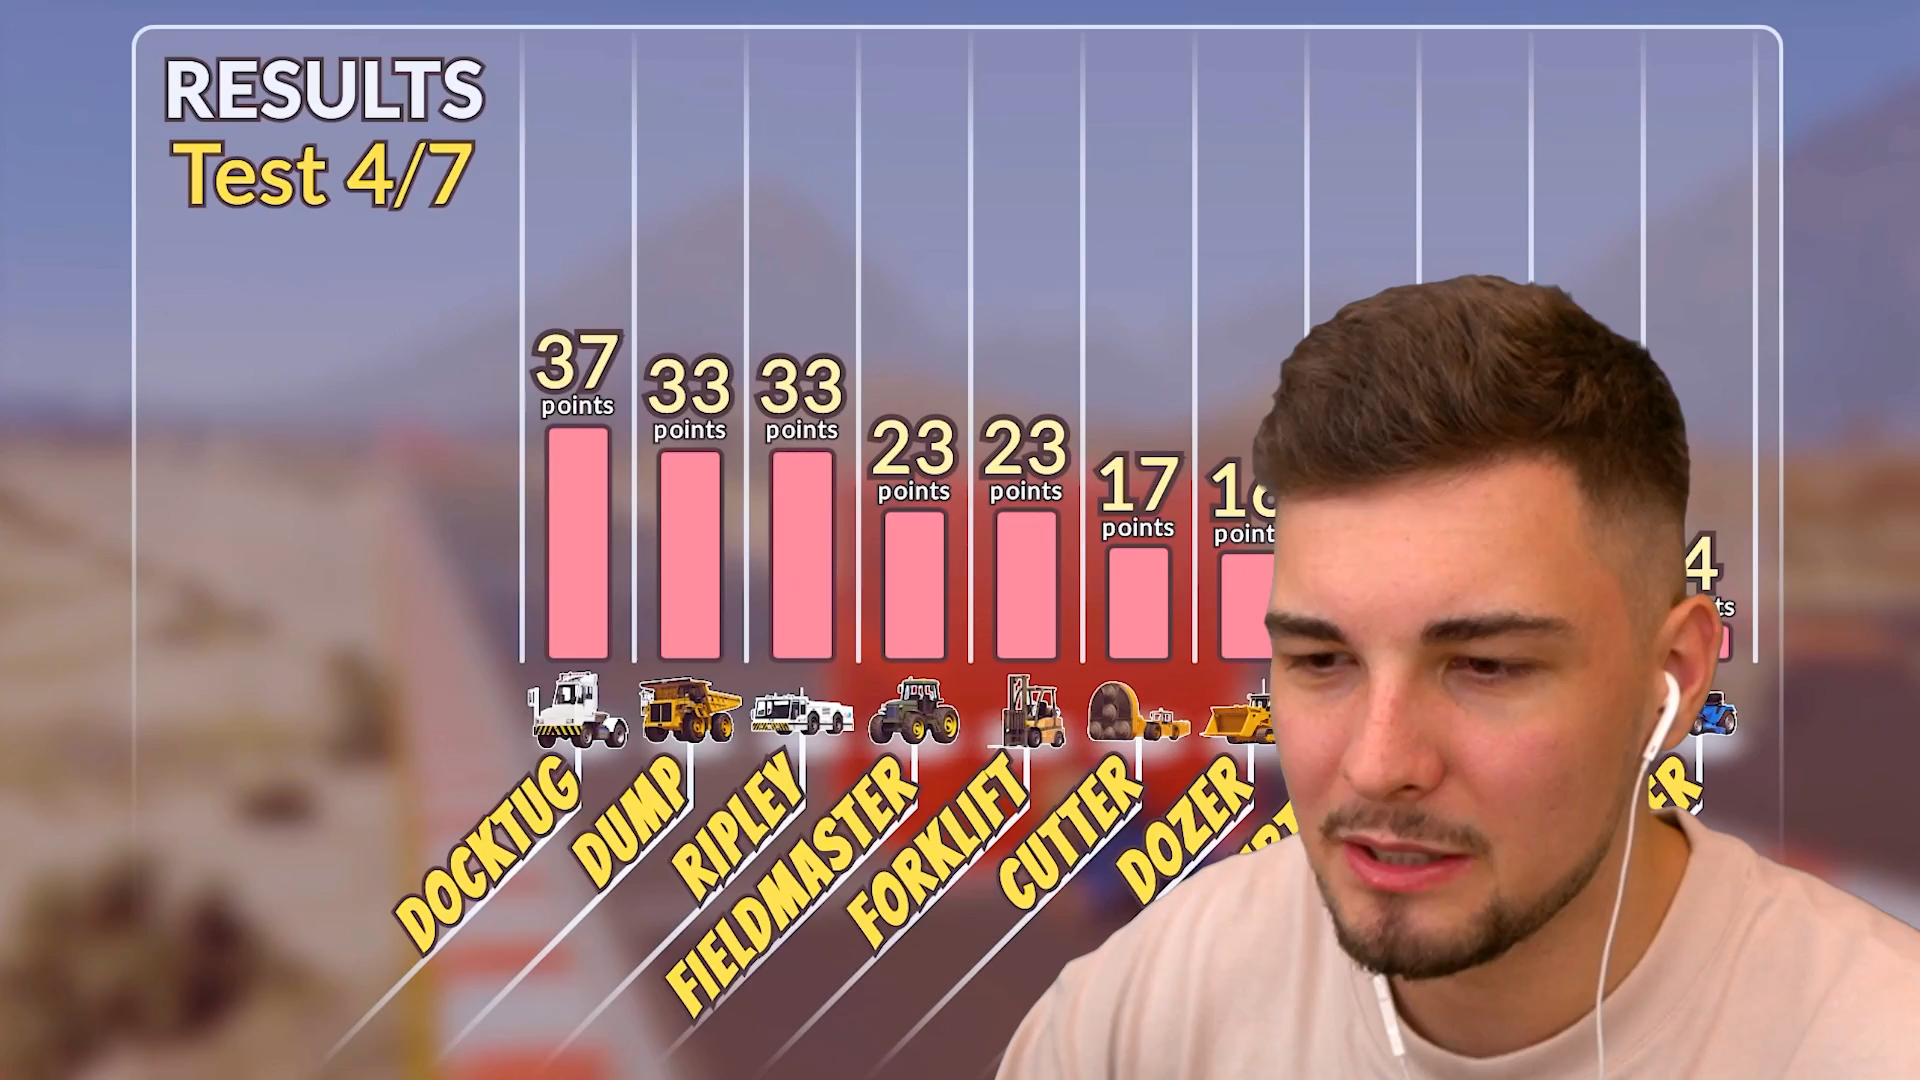 RESULTS
Test 4/7
37
points
33
points
33
points
23
points
23
points
17
points
4
DOCKTUG
DUMP
RIPLEY
FIELDMASTER
FORKLIFT
CUTTER
DOZER